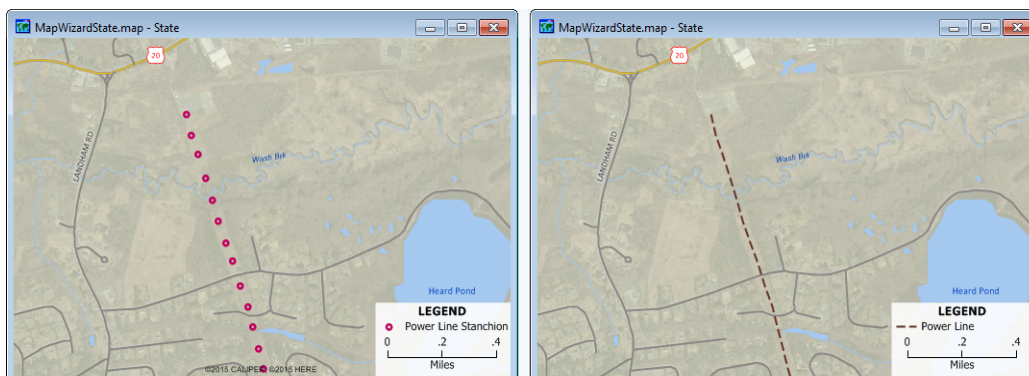 MapWizardState.map - State
20
LANDHAM RD
Wash Brk
Heard Pond
LEGEND
Power Line Stanchion
0 .2 .4
Miles
©2015 CALIPER ©2015 HERE
MapWizardState.map - State
20
LANDHAM RD
Wash Brk
Heard Pond
LEGEND
Power Line
0 .2 .4
Miles